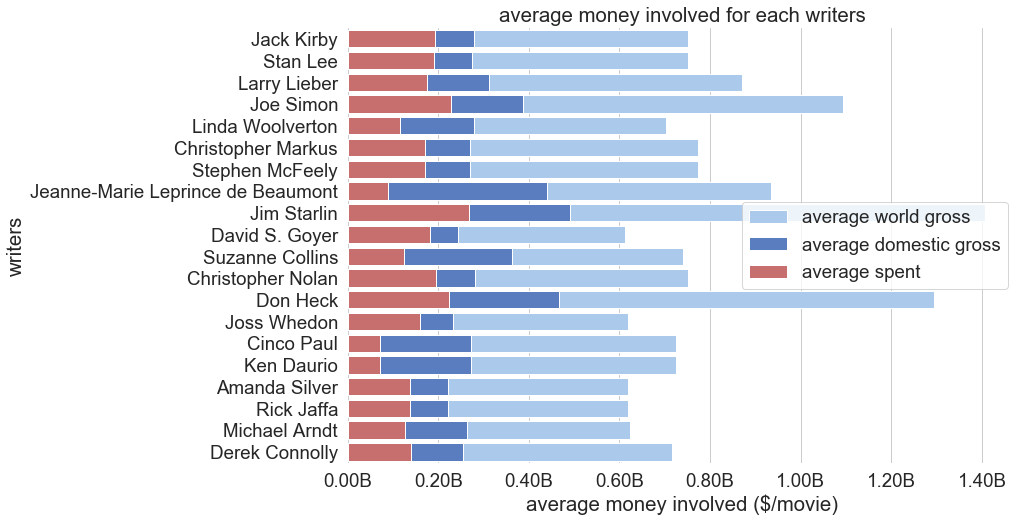 average money involved for each writers
Jack Kirby
Stan Lee
Larry Lieber
Joe Simon
Linda Woolverton
Christopher Markus
Stephen McFeely
Jeanne-Marie Leprince de Beaumont
Jim Starlin
David S. Goyer
Suzanne Collins
Christopher Nolan
Don Heck
Joss Whedon
Cinco Paul
Ken Daurio
Amanda Silver
Rick Jaffa
Michael Arndt
Derek Connolly
writers
average world gross
average domestic gross
average spent
0.00B 0.20B 0.40B 0.60B 0.80B 1.00B 1.20B 1.40B
average money involved ($/movie)